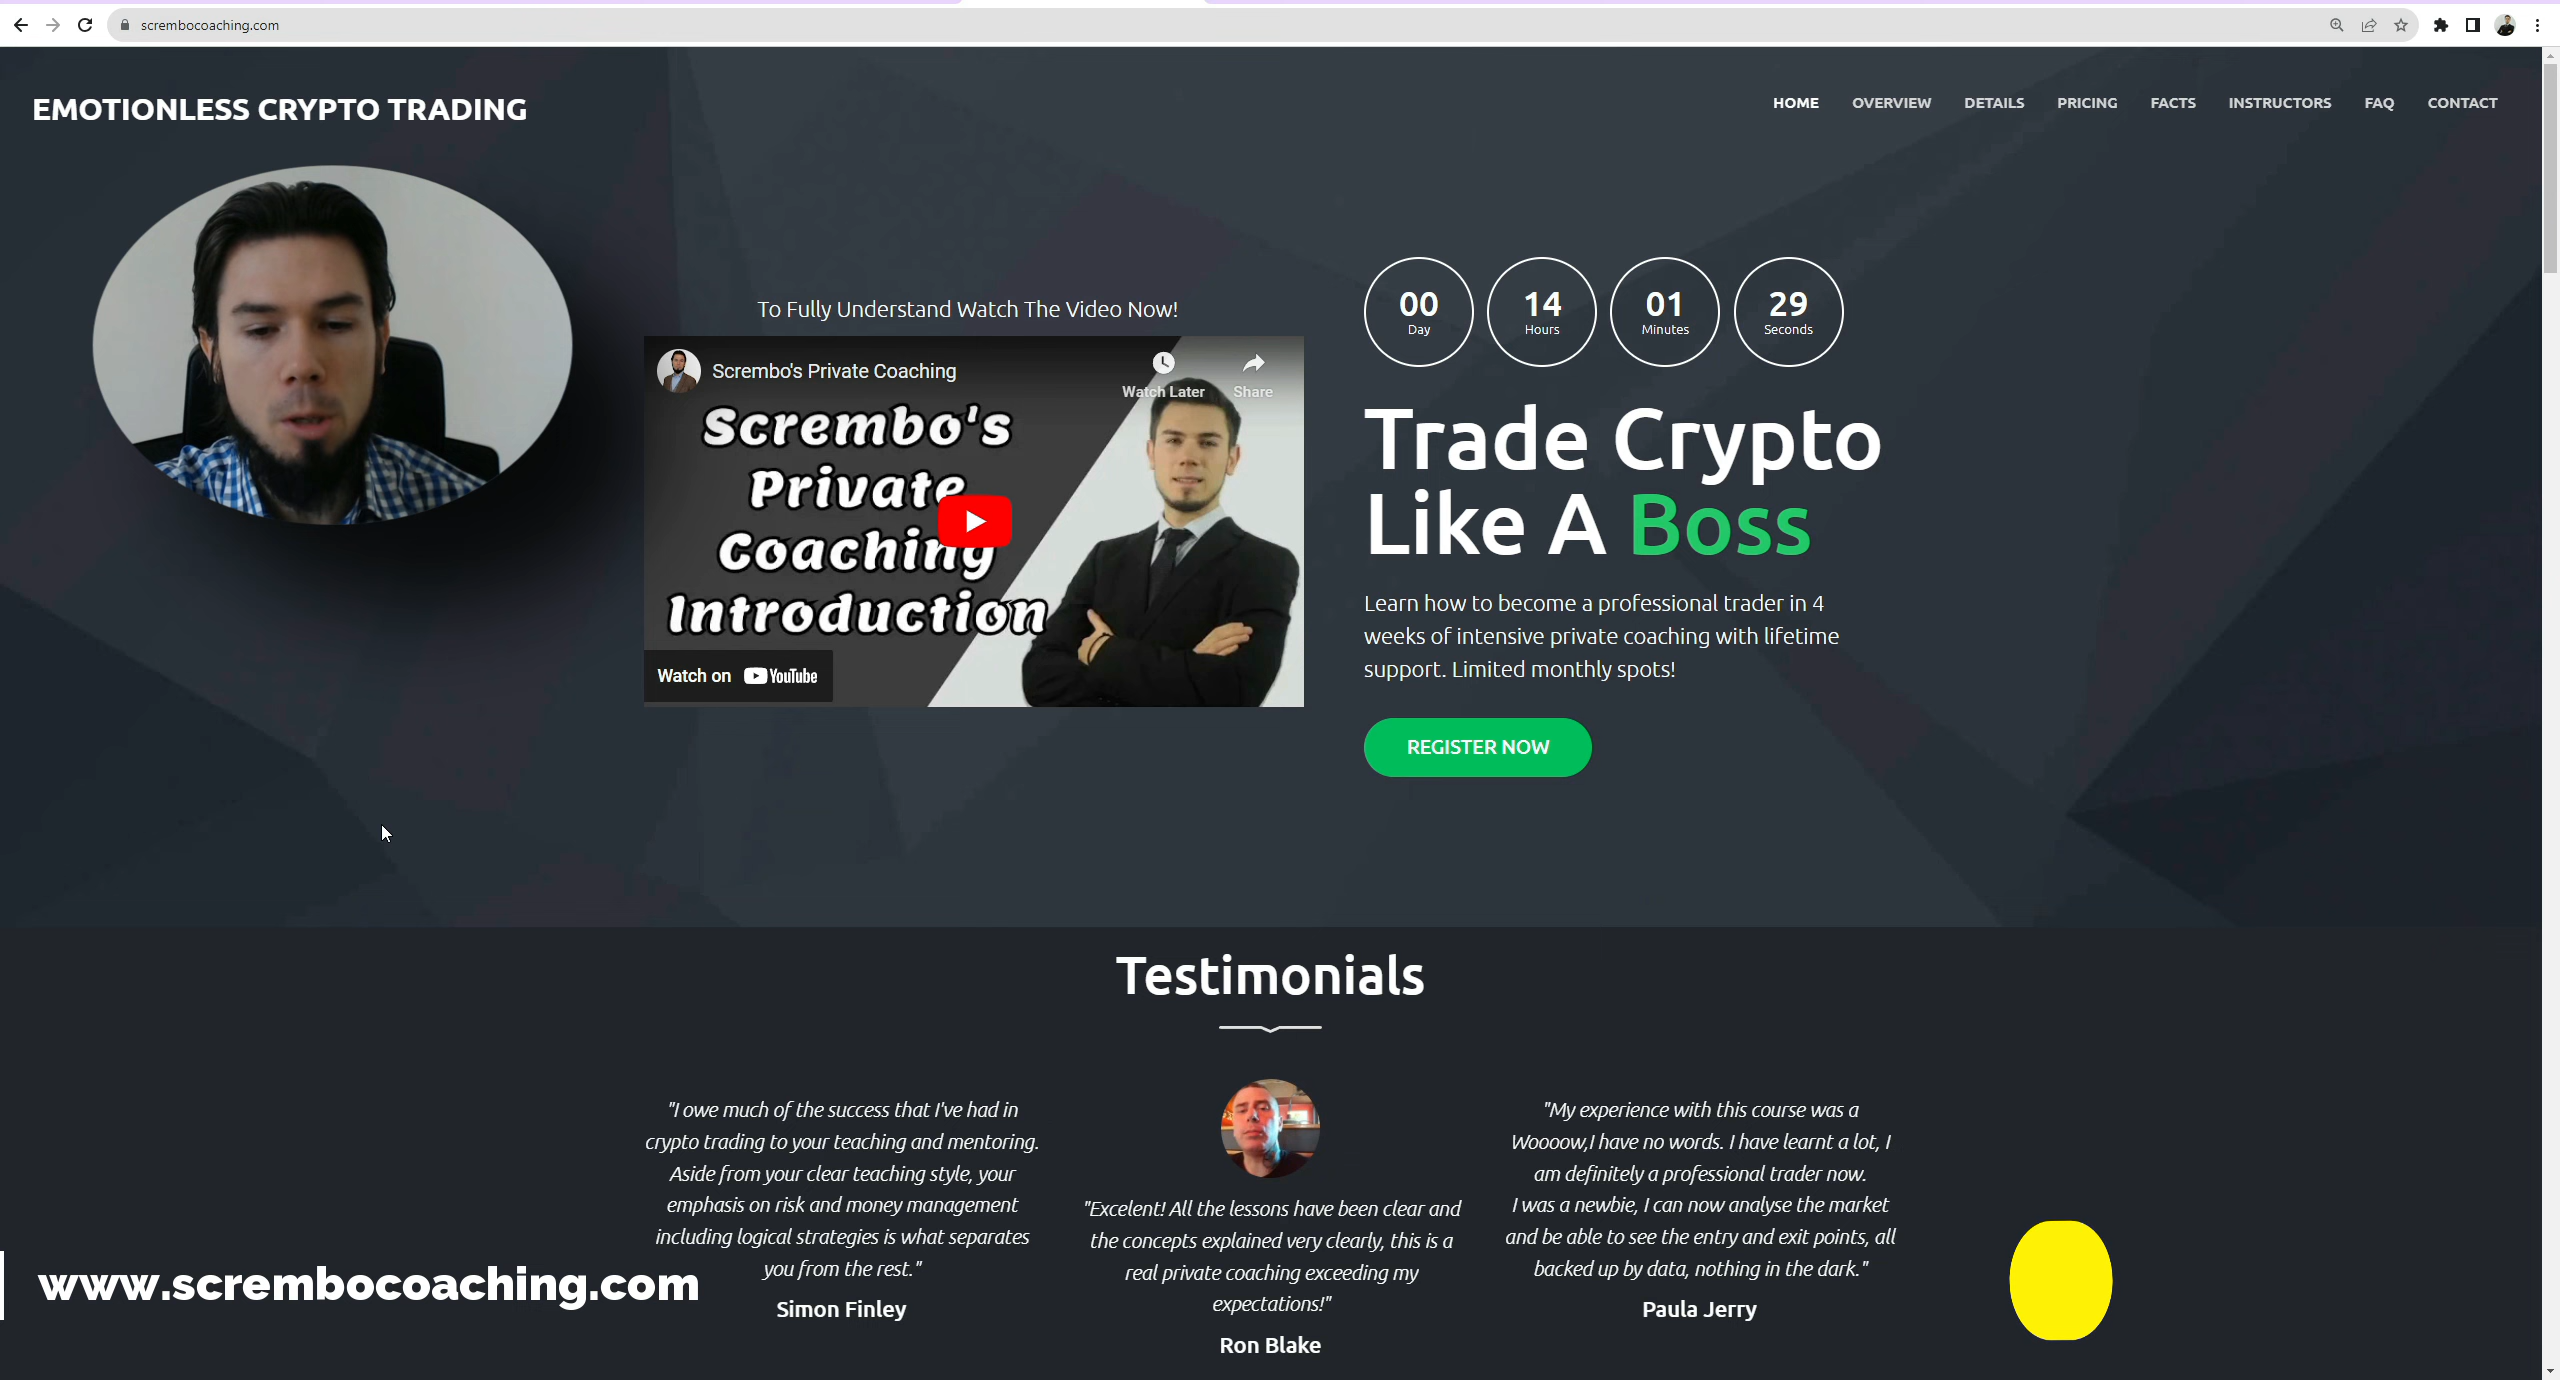 scrembocoaching.com
EMOTIONLESS CRYPTO TRADING
HOME OVERVIEW DETAILS PRICING FACTS INSTRUCTORS FAQ CONTACT
To Fully Understand Watch The Video Now!
Scrembo's Private Coaching
Watch Later
Share
Scrembo's
Private
Coaching
Introduction
Watch on YouTube
00 14 01 29
Day Hours Minutes Seconds
Trade Crypto
Like A Boss
Learn how to become a professional trader in 4
weeks of intensive private coaching with lifetime
support. Limited monthly spots!
REGISTER NOW
Testimonials
"I owe much of the success that I've had in
crypto trading to your teaching and mentoring.
Aside from your clear teaching style, your
emphasis on risk and money management
including logical strategies is what separates
you from the rest."
Simon Finley
"Excelent! All the lessons have been clear and
the concepts explained very clearly, this is a
real private coaching exceeding my
expectations!"
Ron Blake
"My experience with this course was a
Woooow,I have no words. I have learnt a lot, I
am definitely a professional trader now.
I was a newbie, I can now analyse the market
and be able to see the entry and exit points, all
backed up by data, nothing in the dark."
Paula Jerry
www.scrembocoaching.com